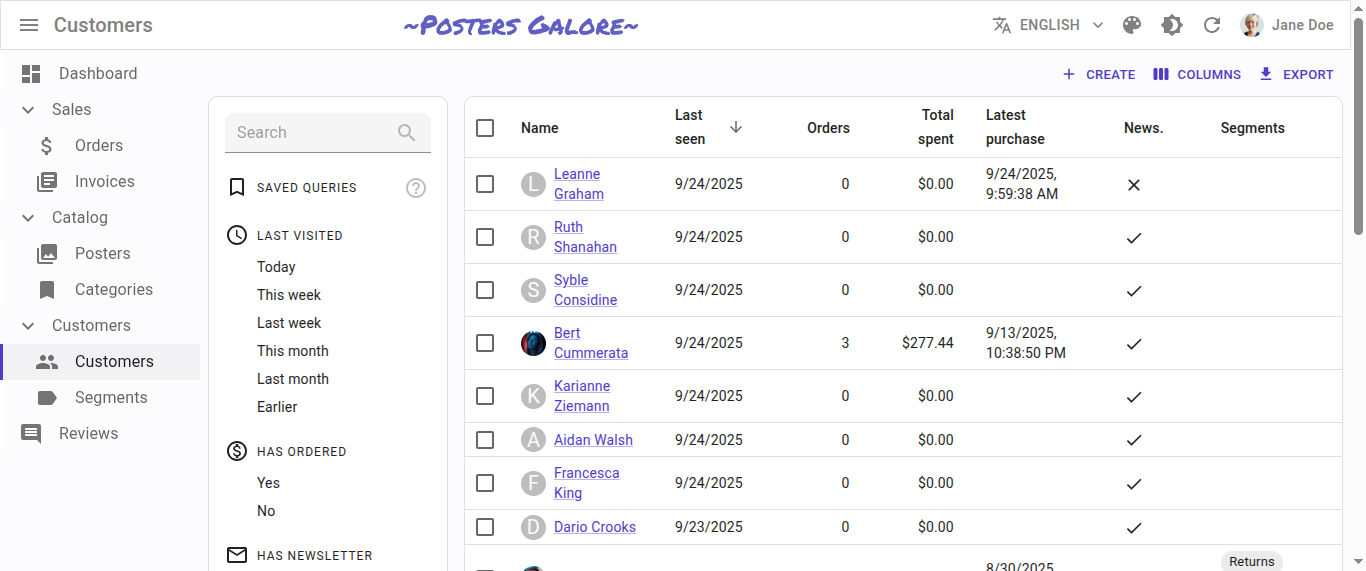 Customers
~Posters Galore~
ENGLISH
Jane Doe
Dashboard
Sales
Orders
Invoices
Catalog
Posters
Categories
Customers
Customers
Segments
Reviews
CREATE
COLUMNS
EXPORT
Search
SAVED QUERIES
?
LAST VISITED
Today
This week
Last week
This month
Last month
Earlier
HAS ORDERED
Yes
No
HAS NEWSLETTER
Name
Last seen
Orders
Total spent
Latest purchase
News.
Segments
L Leanne Graham 9/24/2025 0 $0.00 9/24/2025, 9:59:38 AM
R Ruth Shanahan 9/24/2025 0 $0.00
S Syble Considine 9/24/2025 0 $0.00
Bert Cummerata 9/24/2025 3 $277.44 9/13/2025, 10:38:50 PM
K Karianne Ziemann 9/24/2025 0 $0.00
A Aidan Walsh 9/24/2025 0 $0.00
F Francesca King 9/24/2025 0 $0.00
D Dario Crooks 9/23/2025 0 $0.00
8/30/2025 Returns